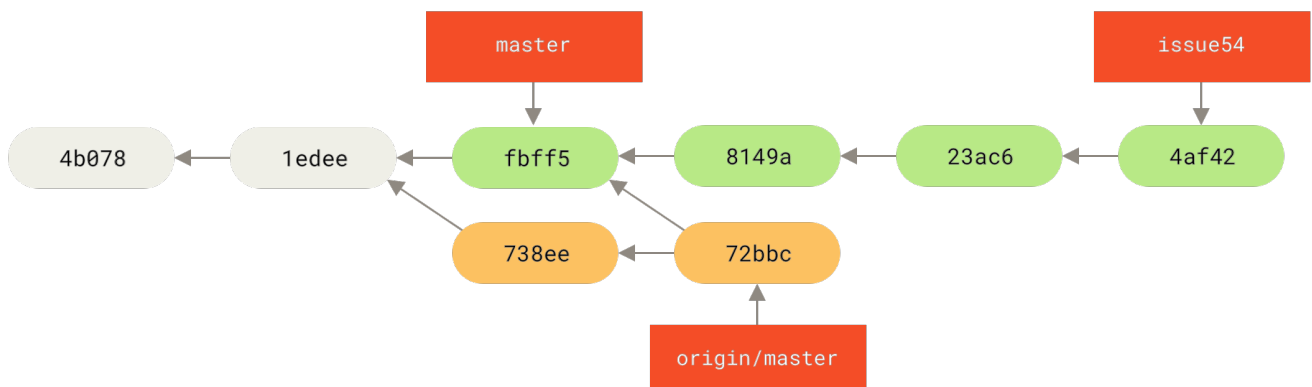 master
issue54
4b078
1edee
fbff5
8149a
23ac6
4af42
738ee
72bbc
origin/master